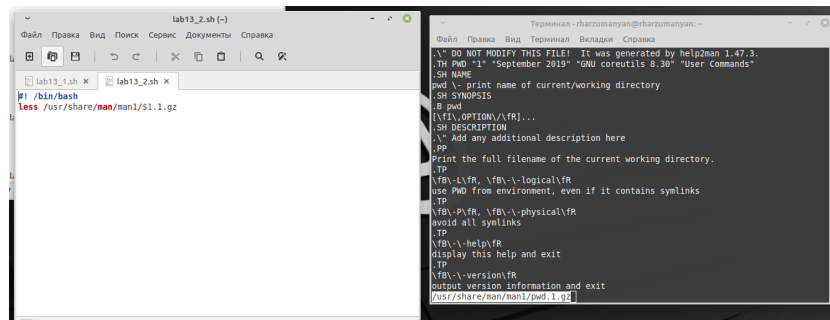 lab13_2.sh (~)
Файл Правка Вид Поиск Сервис Документы Справка
lab13_1.sh × lab13_2.sh ×
#! /bin/bash
less /usr/share/man/man1/$1.1.gz
Терминал - rharzumanyan@rharzumanyan: ~
Файл Правка Вид Терминал Вкладки Справка
.\" DO NOT MODIFY THIS FILE!  It was generated by help2man 1.47.3.
.TH PWD "1" "September 2019" "GNU coreutils 8.30" "User Commands"
.SH NAME
pwd \- print name of current/working directory
.SH SYNOPSIS
.B pwd
[\fI\,OPTION\/\fR]...
.SH DESCRIPTION
.\" Add any additional description here
.PP
Print the full filename of the current working directory.
.TP
\fB\-L\fR, \fB\-\-logical\fR
use PWD from environment, even if it contains symlinks
.TP
\fB\-P\fR, \fB\-\-physical\fR
avoid all symlinks
.TP
\fB\-\-help\fR
display this help and exit
.TP
\fB\-\-version\fR
output version information and exit
/usr/share/man/man1/pwd.1.gz